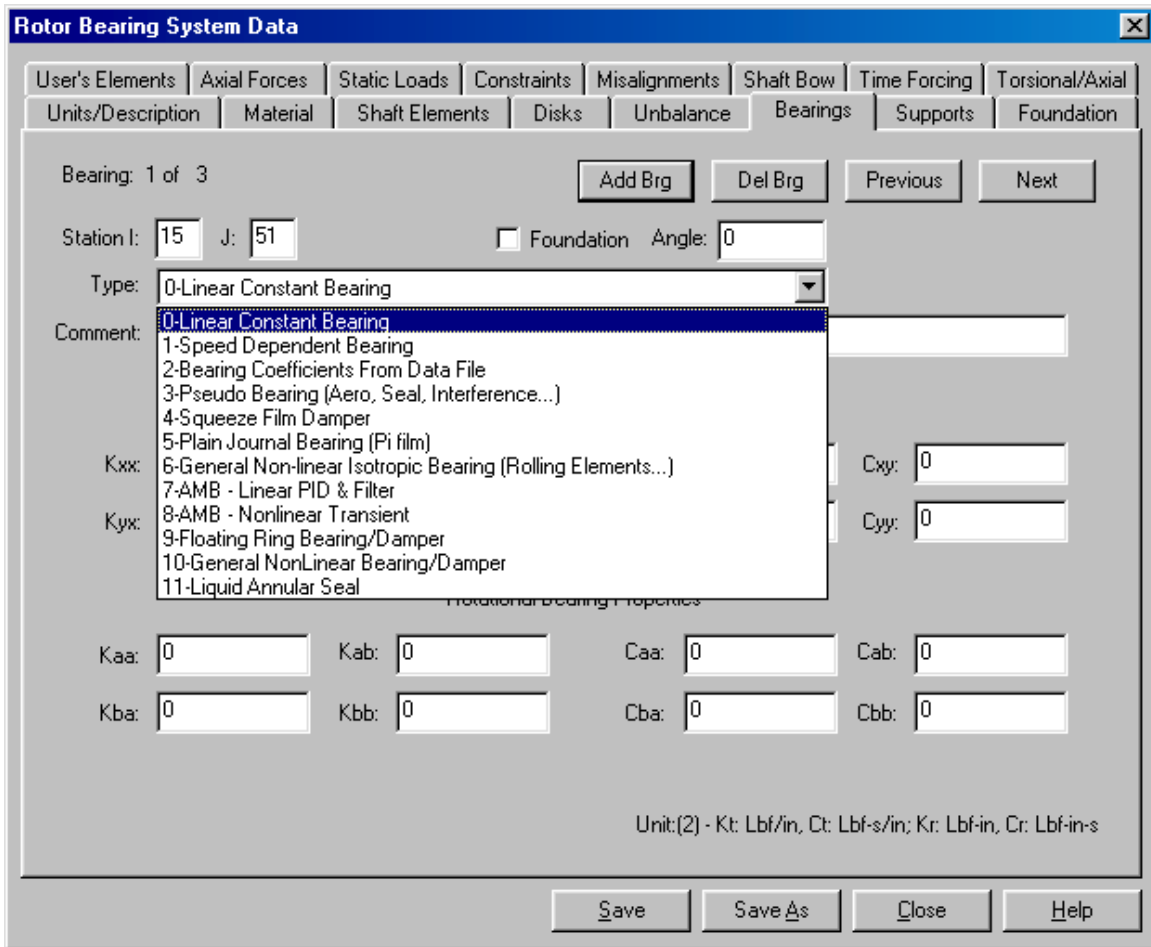 Rotor Bearing System Data
User's Elements Axial Forces Static Loads Constraints Misalignments Shaft Bow Time Forcing Torsional/Axial
Units/Description Material Shaft Elements Disks Unbalance Bearings Supports Foundation
Bearing: 1 of 3 Add Brg Del Brg Previous Next
Station I: 15 J: 51 Foundation Angle: 0
Type: 0-Linear Constant Bearing
Comment:
0-Linear Constant Bearing
1-Speed Dependent Bearing
2-Bearing Coefficients From Data File
3-Pseudo Bearing (Aero, Seal, Interference...)
4-Squeeze Film Damper
5-Plain Journal Bearing (Pi film)
6-General Non-linear Isotropic Bearing (Rolling Elements...)
7-AMB - Linear PID & Filter
8-AMB - Nonlinear Transient
9-Floating Ring Bearing/Damper
10-General NonLinear Bearing/Damper
11-Liquid Annular Seal
Kxx: Cxy: 0
Kyx: Cyy: 0
Rotational Bearing Properties
Kaa: 0 Kab: 0 Caa: 0 Cab: 0
Kba: 0 Kbb: 0 Cba: 0 Cbb: 0
Unit:(2) - Kt: Lbf/in, Ct: Lbf-s/in; Kr: Lbf-in, Cr: Lbf-in-s
Save Save As Close Help